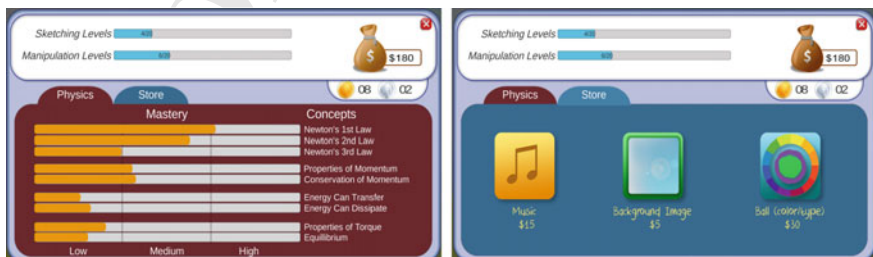 Sketching Levels
Manipulation Levels
$
$180
08 02
Physics Store
Mastery Concepts
Newton's 1st Law
Newton's 2nd Law
Newton's 3rd Law
Properties of Momentum
Conservation of Momentum
Energy Can Transfer
Energy Can Dissipate
Properties of Torque
Equilibrium
Low Medium High
Sketching Levels
Manipulation Levels
$
$180
08 02
Physics Store
Music
$15
Background Image
$5
Ball (color/type)
$30